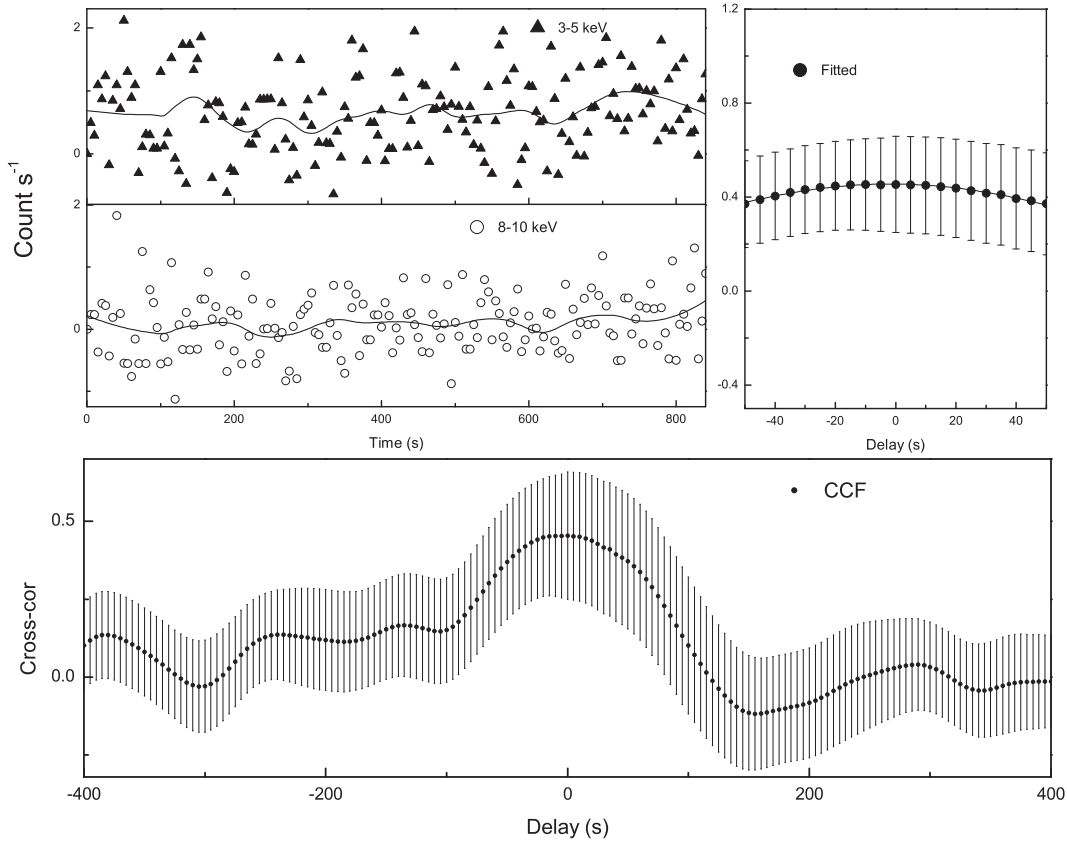 2
3-5 keV
0
Count s⁻¹
2
8-10 keV
0
0 200 400 600 800
Time (s)
1.2
Fitted
0.8
0.4
0.0
-0.4
-40 -20 0 20 40
Delay (s)
CCF
0.5
Cross-cor
0.0
-400 -200 0 200 400
Delay (s)